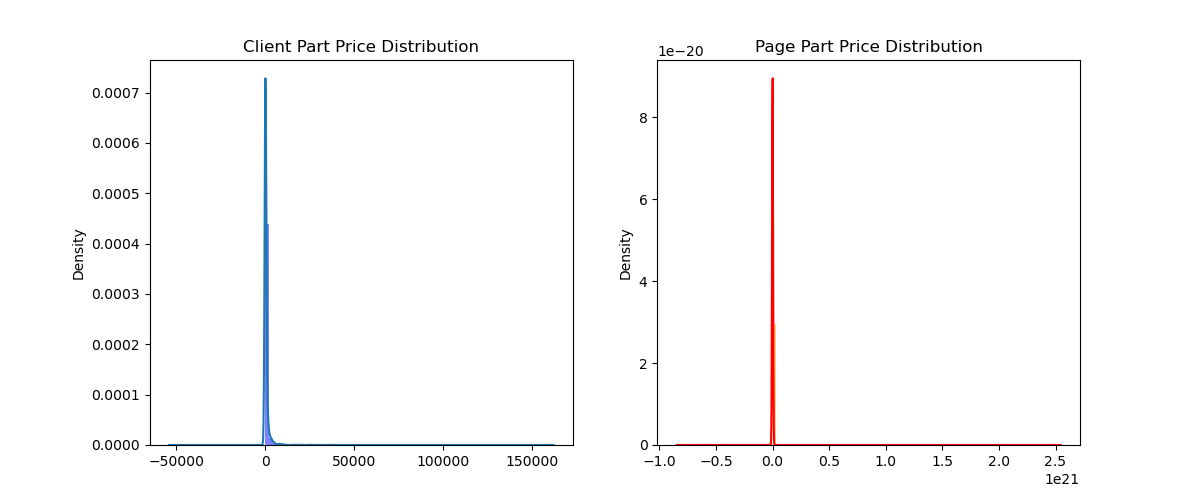 Client Part Price Distribution
Density
0.0007
0.0006
0.0005
0.0004
0.0003
0.0002
0.0001
0.0000
−50000 0 50000 100000 150000
Page Part Price Distribution
1e−20
Density
8
6
4
2
0
−1.0 −0.5 0.0 0.5 1.0 1.5 2.0 2.5
1e21